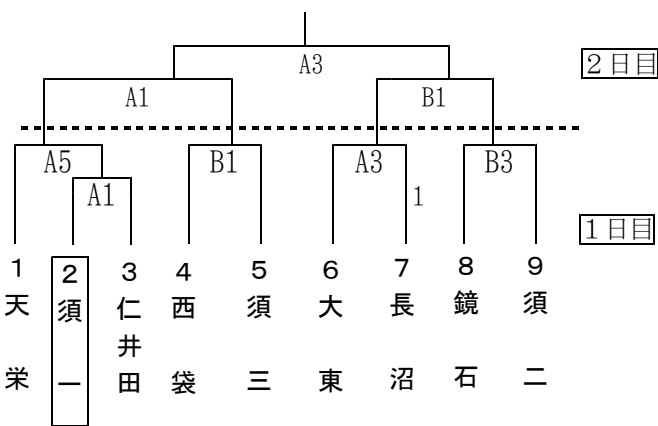 A3
２日目
A1
B1
A5
B1
A3
B3
A1
1
１日目
1 天栄
2 須一
3 仁井田
4 西袋
5 須三
6 大東
7 長沼
8 鏡石
9 須二